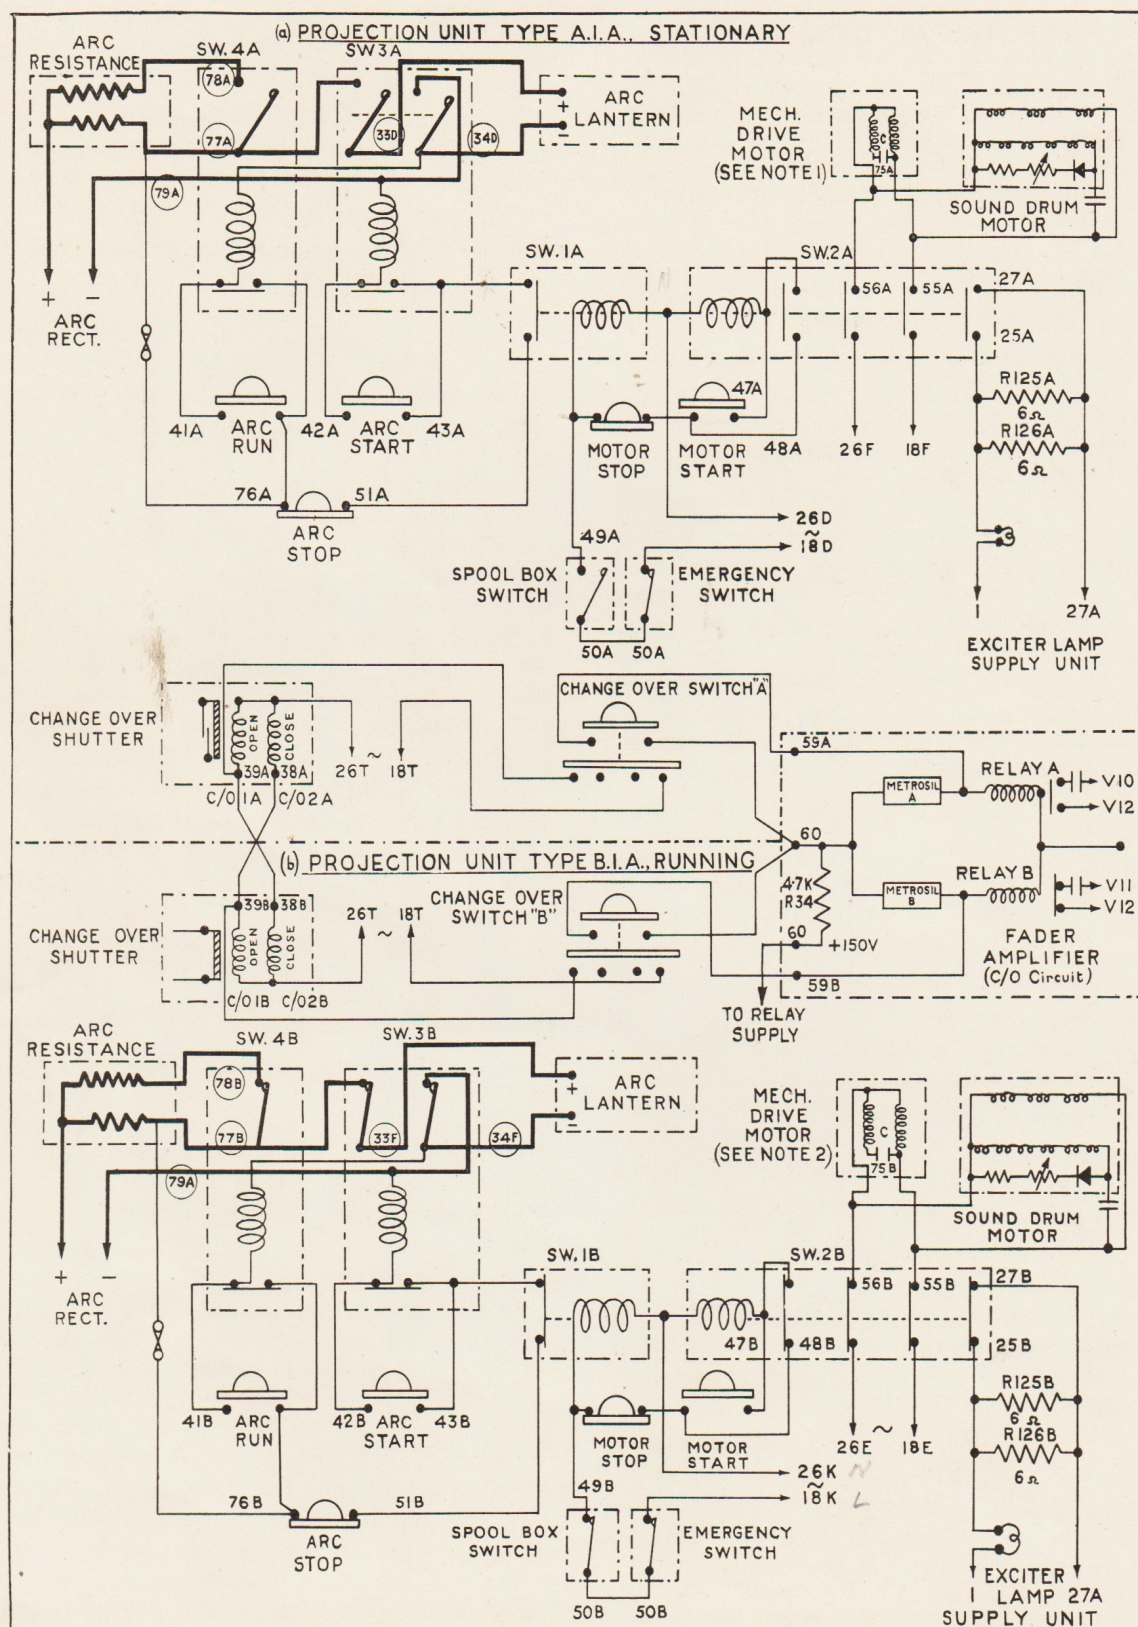 (a) PROJECTION UNIT TYPE A.I.A., STATIONARY
ARC
RESISTANCE
SW.4A
SW3A
78A
77A
33D
34D
79A
ARC
LANTERN
+
−
MECH.
DRIVE
MOTOR
(SEE NOTE 1)
C
75A
SOUND DRUM
MOTOR
+ −
ARC
RECT.
SW.1A
N
SW.2A
56A
55A
27A
25A
R125A
6Ω
R126A
6Ω
41A
ARC
RUN
42A
ARC
START
43A
MOTOR
STOP
47A
MOTOR
START
48A
26F
18F
76A
51A
ARC
STOP
26D
~
18D
49A
SPOOL BOX
SWITCH
EMERGENCY
SWITCH
50A
50A
1
27A
EXCITER LAMP
SUPPLY UNIT
CHANGE OVER
SHUTTER
OPEN
CLOSE
39A
38A
C/O1A
C/O2A
26T ~ 18T
CHANGE OVER SWITCH "A"
59A
METROSIL
A
RELAY A
V10
V12
60
47K
R34
METROSIL
B
RELAY B
V11
V12
60
+150V
59B
TO RELAY
SUPPLY
FADER
AMPLIFIER
(C/O Circuit)
(b) PROJECTION UNIT TYPE B.I.A., RUNNING
39B
38B
26T ~ 18T
CHANGE OVER
SWITCH "B"
CHANGE OVER
SHUTTER
OPEN
CLOSE
C/O1B
C/O2B
ARC
RESISTANCE
SW. 4B
SW. 3B
78B
77B
33F
34F
79A
ARC
LANTERN
+
−
MECH.
DRIVE
MOTOR
(SEE NOTE 2)
C
75B
SOUND DRUM
MOTOR
+ −
ARC
RECT.
SW. 1B
SW. 2B
56B
55B
27B
25B
47B
48B
R125B
6Ω
R126B
6Ω
41B
ARC
RUN
42B
ARC
START
43B
MOTOR
STOP
MOTOR
START
26E ~ 18E
26K N
~
18K L
76B
51B
ARC
STOP
49B
SPOOL BOX
SWITCH
EMERGENCY
SWITCH
50B
50B
1
EXCITER
LAMP
27A
SUPPLY UNIT